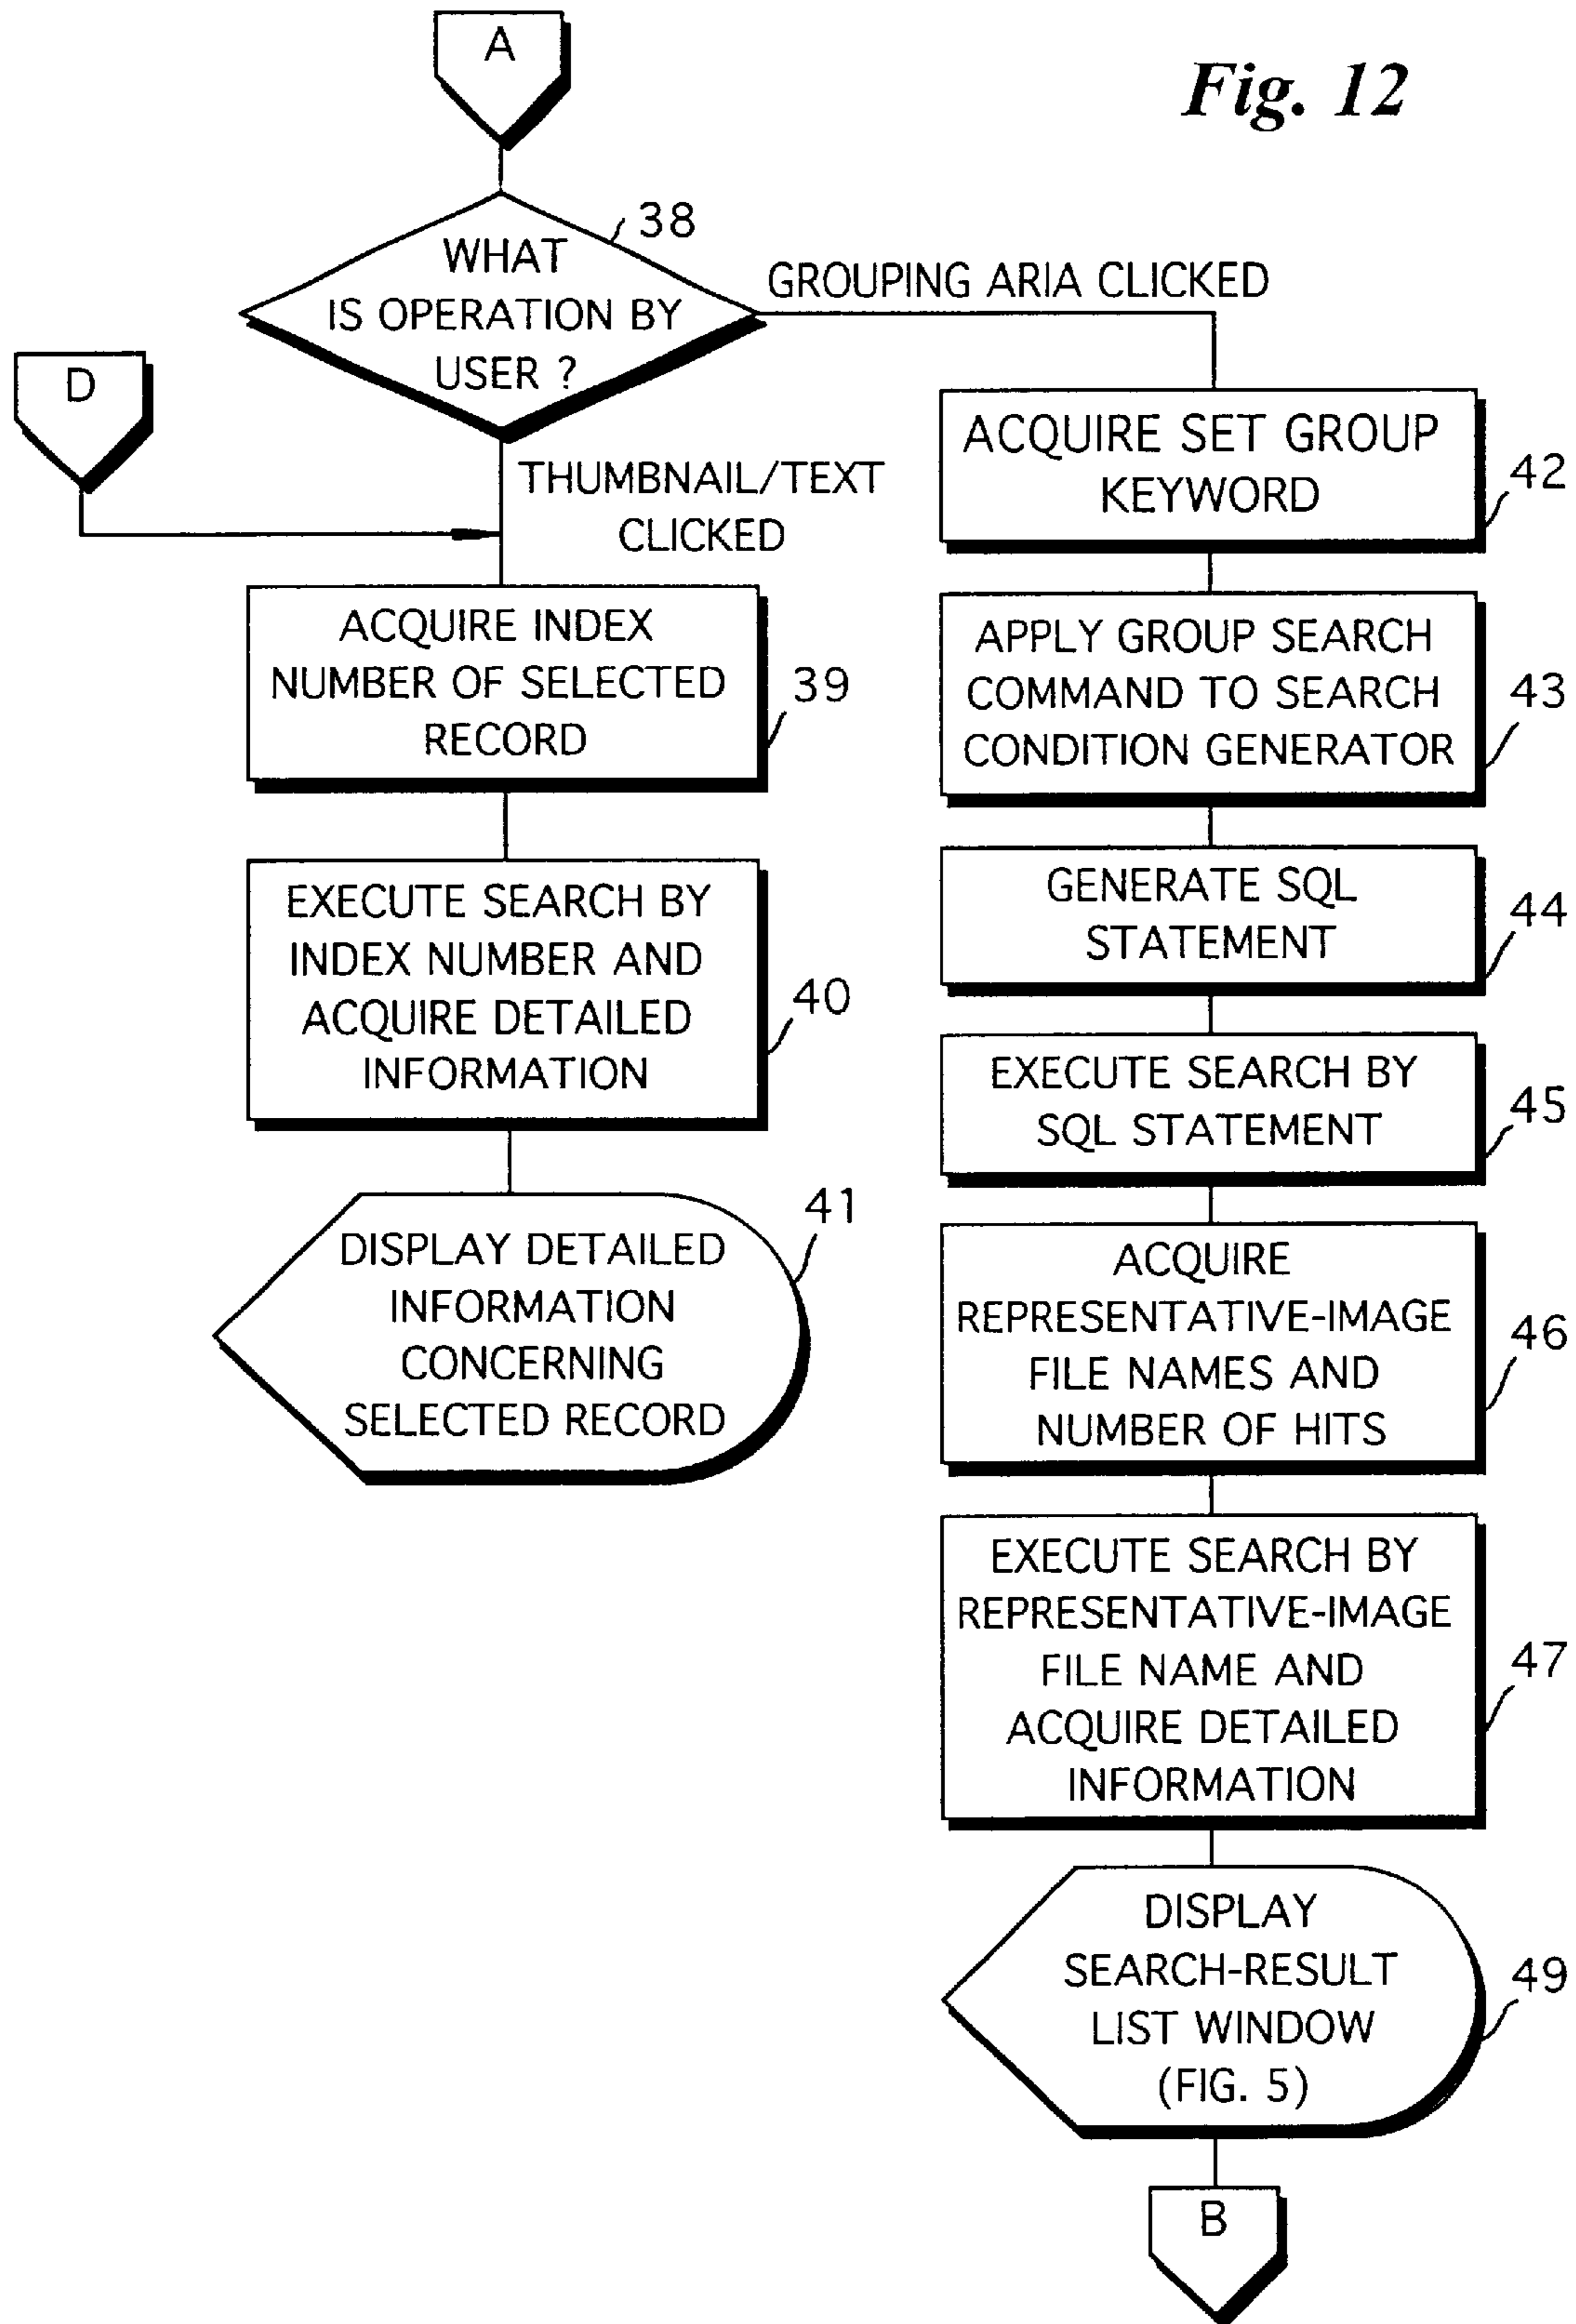 A
Fig. 12
38
WHAT
IS OPERATION BY
USER ?
GROUPING ARIA CLICKED
D
THUMBNAIL/TEXT
CLICKED
ACQUIRE INDEX
NUMBER OF SELECTED
RECORD
39
EXECUTE SEARCH BY
INDEX NUMBER AND
ACQUIRE DETAILED
INFORMATION
40
DISPLAY DETAILED
INFORMATION
CONCERNING
SELECTED RECORD
41
ACQUIRE SET GROUP
KEYWORD
42
APPLY GROUP SEARCH
COMMAND TO SEARCH
CONDITION GENERATOR
43
GENERATE SQL
STATEMENT
44
EXECUTE SEARCH BY
SQL STATEMENT
45
ACQUIRE
REPRESENTATIVE-IMAGE
FILE NAMES AND
NUMBER OF HITS
46
EXECUTE SEARCH BY
REPRESENTATIVE-IMAGE
FILE NAME AND
ACQUIRE DETAILED
INFORMATION
47
DISPLAY
SEARCH-RESULT
LIST WINDOW
(FIG. 5)
49
B